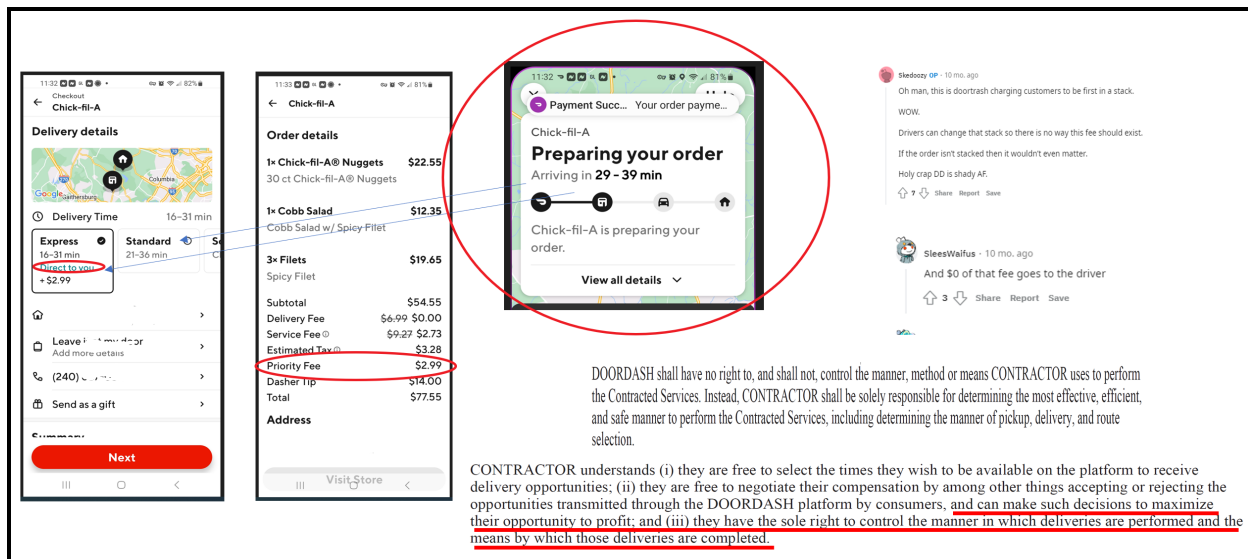 11:32 82%
Checkout
Chick-fil-A
Delivery details
Google
Gaithersburg
Columbia
Delivery Time 16-31 min
Express
16-31 min
Direct to you
+ $2.99
Standard
21-36 min
Leave my door
Add more details
(240)
Send as a gift
Summary
Next
11:33 81%
Chick-fil-A
Order details
1× Chick-fil-A® Nuggets $22.55
30 ct Chick-fil-A® Nuggets
1× Cobb Salad $12.35
Cobb Salad w/ Spicy Filet
3× Filets $19.65
Spicy Filet
Subtotal $54.55
Delivery Fee $6.99 $0.00
Service Fee $9.27 $2.73
Estimated Tax $3.28
Priority Fee $2.99
Dasher Tip $14.00
Total $77.55
Address
Visit Store
11:32 81%
Payment Succ... Your order payme...
Chick-fil-A
Preparing your order
Arriving in 29 - 39 min
Chick-fil-A is preparing your
order.
View all details
Skedoozy OP · 10 mo. ago
Oh man, this is doortrash charging customers to be first in a stack.
WOW.
Drivers can change that stack so there is no way this fee should exist.
If the order isn't stacked then it wouldn't even matter.
Holy crap DD is shady AF.
7 Share Report Save
SleesWaifus · 10 mo. ago
And $0 of that fee goes to the driver
3 Share Report Save
DOORDASH shall have no right to, and shall not, control the manner, method or means CONTRACTOR uses to perform
the Contracted Services. Instead, CONTRACTOR shall be solely responsible for determining the most effective, efficient,
and safe manner to perform the Contracted Services, including determining the manner of pickup, delivery, and route
selection.
CONTRACTOR understands (i) they are free to select the times they wish to be available on the platform to receive
delivery opportunities; (ii) they are free to negotiate their compensation by among other things accepting or rejecting the
opportunities transmitted through the DOORDASH platform by consumers, and can make such decisions to maximize
their opportunity to profit; and (iii) they have the sole right to control the manner in which deliveries are performed and the
means by which those deliveries are completed.